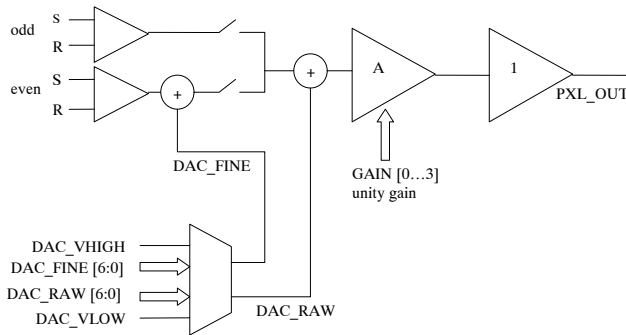 odd
S
R
even
S
R
+
+
A
1
PXL_OUT
DAC_FINE
GAIN [0…3]
unity gain
DAC_VHIGH
DAC_FINE [6:0]
DAC_RAW [6:0]
DAC_VLOW
DAC_RAW